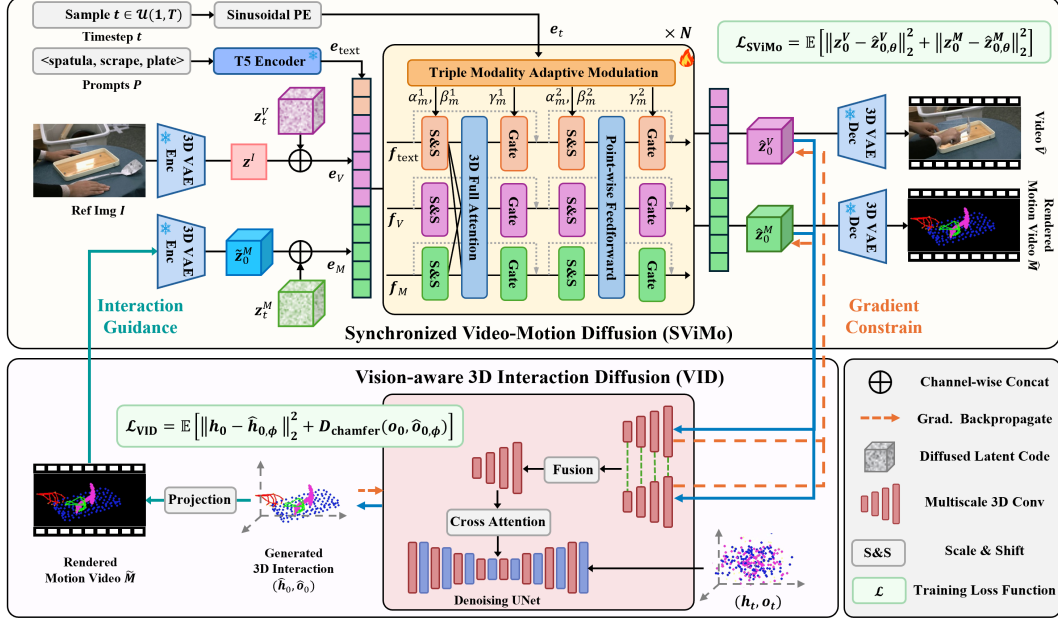 Sample t ∈ 𝒰(1, T)
Timestep t
Sinusoidal PE
e_t
× N
<spatula, scrape, plate>
Prompts P
T5 Encoder
e_text
Triple Modality Adaptive Modulation
α_m^1, β_m^1
γ_m^1
α_m^2, β_m^2
γ_m^2
ℒ_SViMo = 𝔼 [‖z_0^V − ẑ_{0,θ}^V‖_2^2 + ‖z_0^M − ẑ_{0,θ}^M‖_2^2]
z_t^V
3D VAE
Enc
z^I
e_V
Ref Img I
3D VAE
Enc
z̃_0^M
e_M
z_t^M
f_text
f_V
f_M
S&S
S&S
S&S
3D Full Attention
Gate
Gate
Gate
S&S
S&S
S&S
Point-wise Feedforward
Gate
Gate
Gate
ẑ_0^V
ẑ_0^M
3D VAE
Dec
3D VAE
Dec
Video V̂
Rendered
Motion Video M̂
Interaction
Guidance
Gradient
Constrain
Synchronized Video-Motion Diffusion (SViMo)
Vision-aware 3D Interaction Diffusion (VID)
ℒ_VID = 𝔼 [‖h_0 − ĥ_{0,ϕ}‖_2^2 + D_chamfer(o_0, ô_{0,ϕ})]
Fusion
Cross Attention
Denoising UNet
Projection
Rendered
Motion Video M̃
Generated
3D Interaction
(ĥ_0, ô_0)
(h_t, o_t)
Channel-wise Concat
Grad. Backpropagate
Diffused Latent Code
Multiscale 3D Conv
S&S
Scale & Shift
ℒ
Training Loss Function